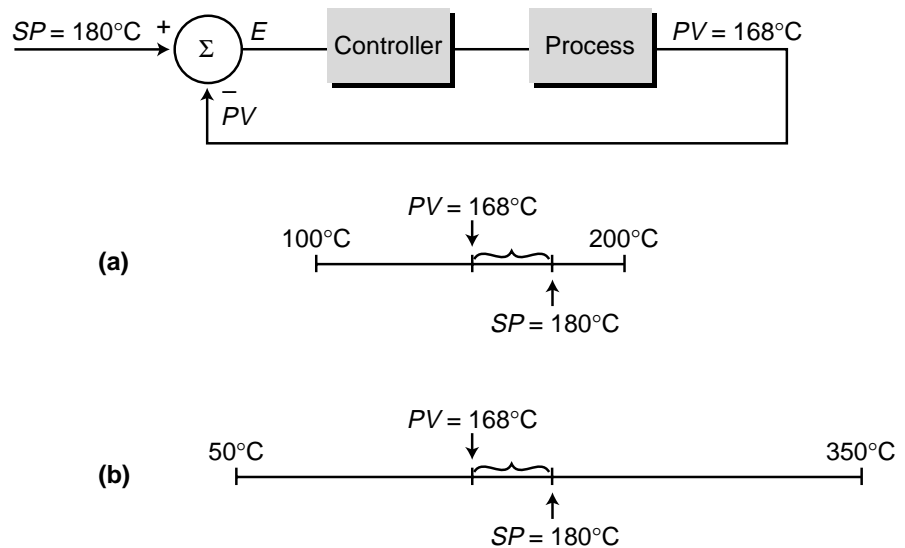 SP = 180°C
+
Σ
E
Controller
Process
PV = 168°C
–
PV
PV = 168°C
100°C
200°C
(a)
SP = 180°C
PV = 168°C
50°C
350°C
(b)
SP = 180°C